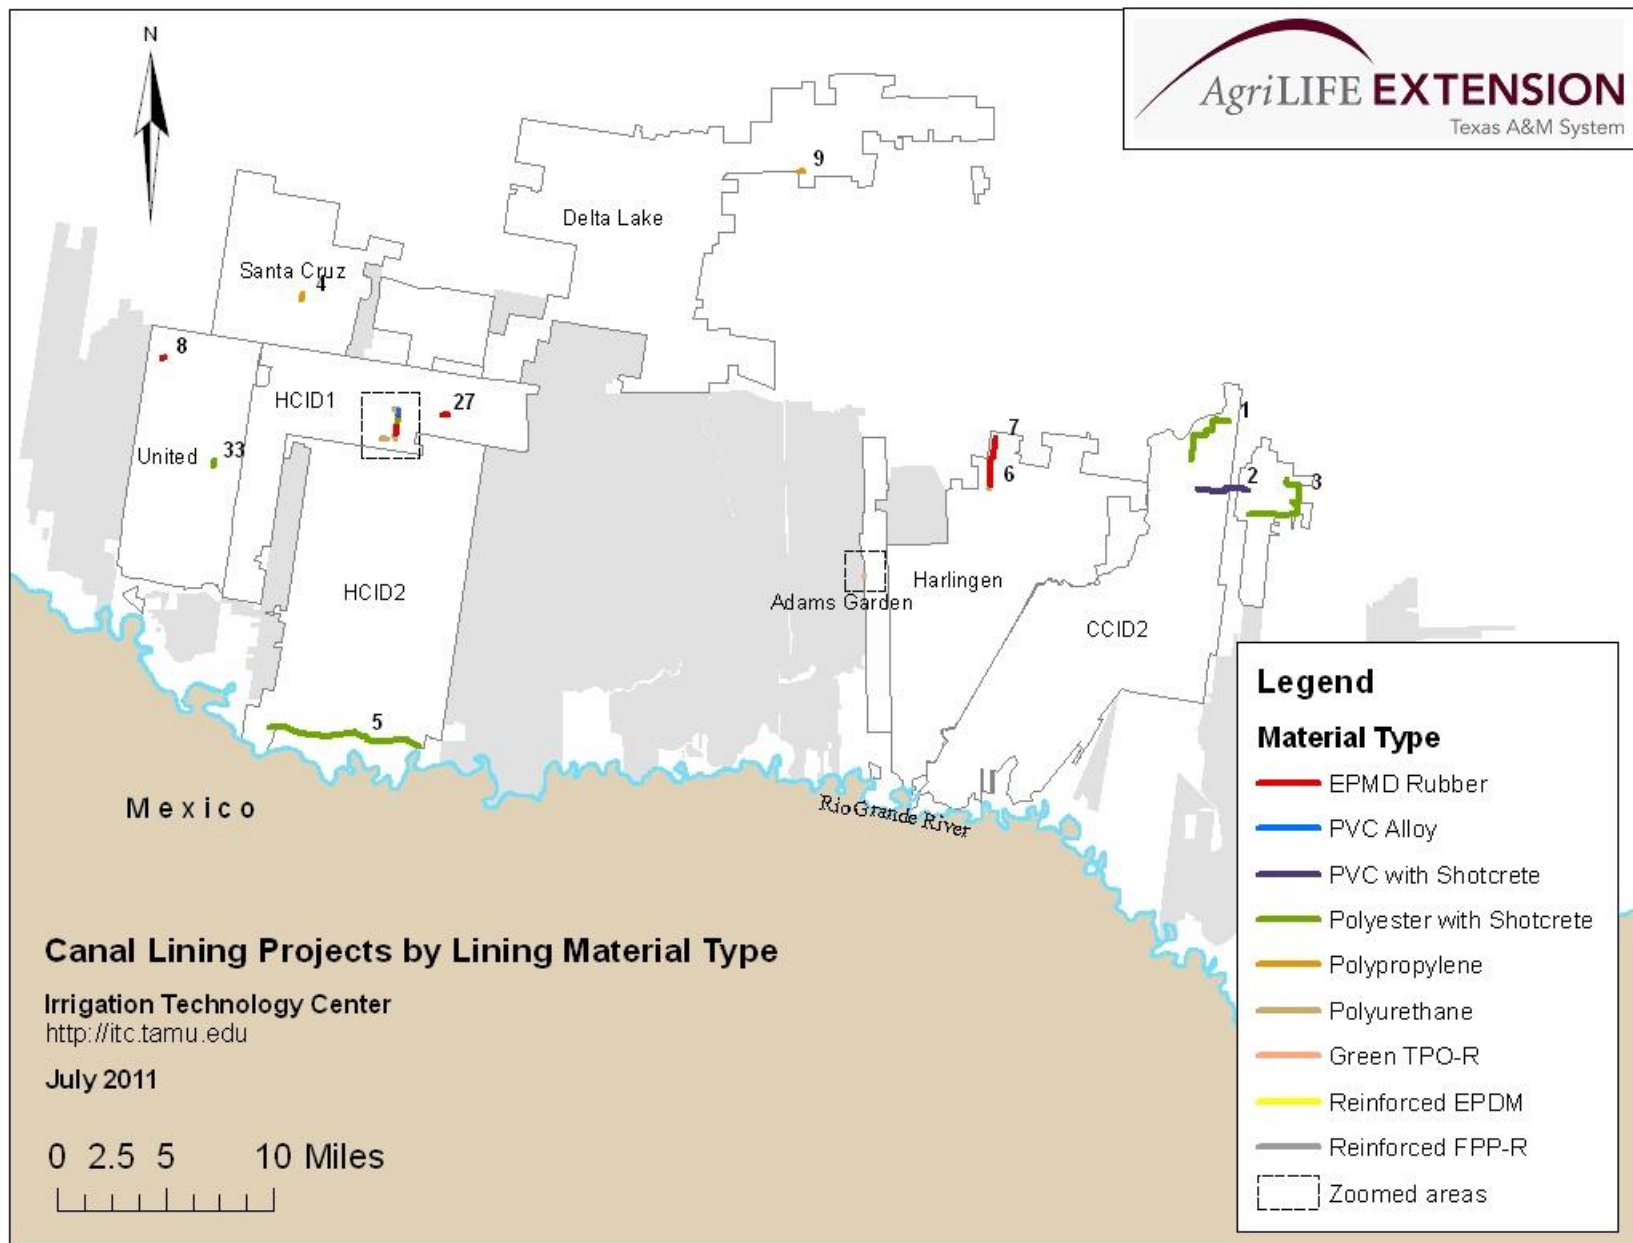 N
AgriLIFE EXTENSION
Texas A&M System
9
Delta Lake
Santa Cruz
4
8
HCID1
27
United
33
7
6
1
2
3
HCID2
Adams Garden
Harlingen
CCID2
5
Mexico
Rio Grande River
Legend
Material Type
EPMD Rubber
PVC Alloy
PVC with Shotcrete
Polyester with Shotcrete
Polypropylene
Polyurethane
Green TPO-R
Reinforced EPDM
Reinforced FPP-R
Zoomed areas
Canal Lining Projects by Lining Material Type
Irrigation Technology Center
http://itc.tamu.edu
July 2011
0 2.5 5 10 Miles